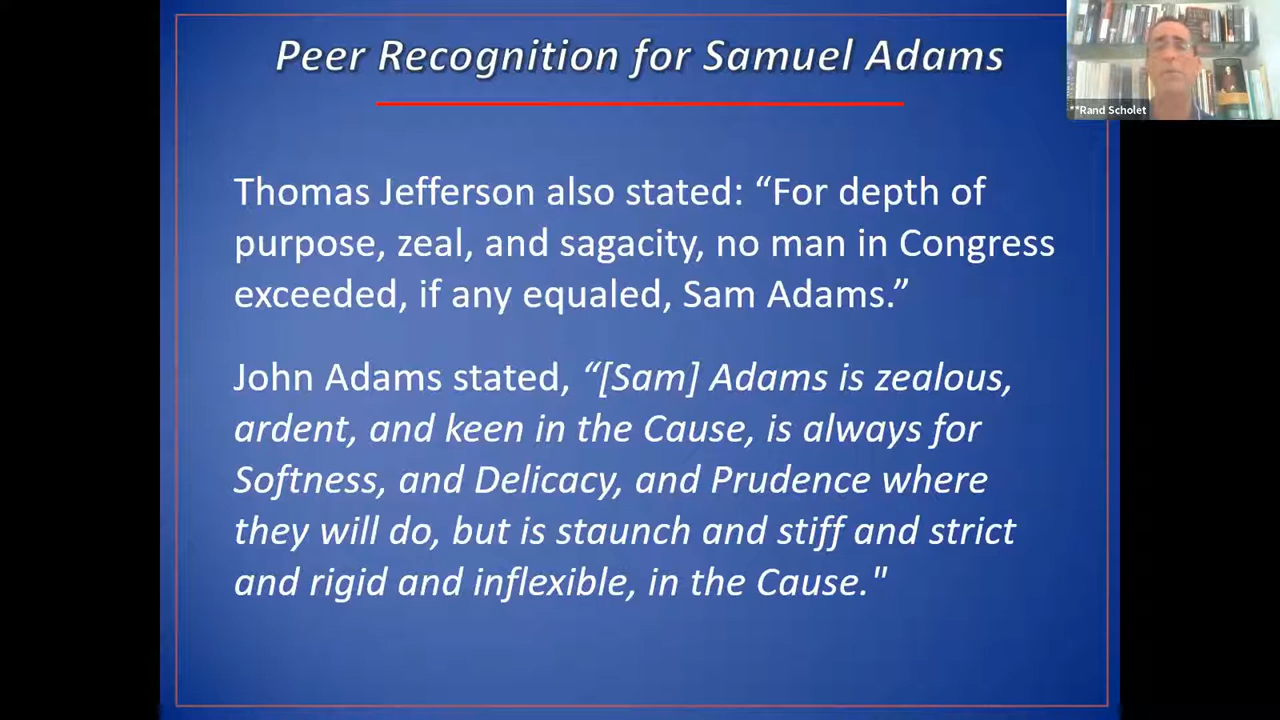 Peer Recognition for Samuel Adams
**Rand Scholet
Thomas Jefferson also stated: “For depth of
purpose, zeal, and sagacity, no man in Congress
exceeded, if any equaled, Sam Adams.”
John Adams stated, “[Sam] Adams is zealous,
ardent, and keen in the Cause, is always for
Softness, and Delicacy, and Prudence where
they will do, but is staunch and stiff and strict
and rigid and inflexible, in the Cause."